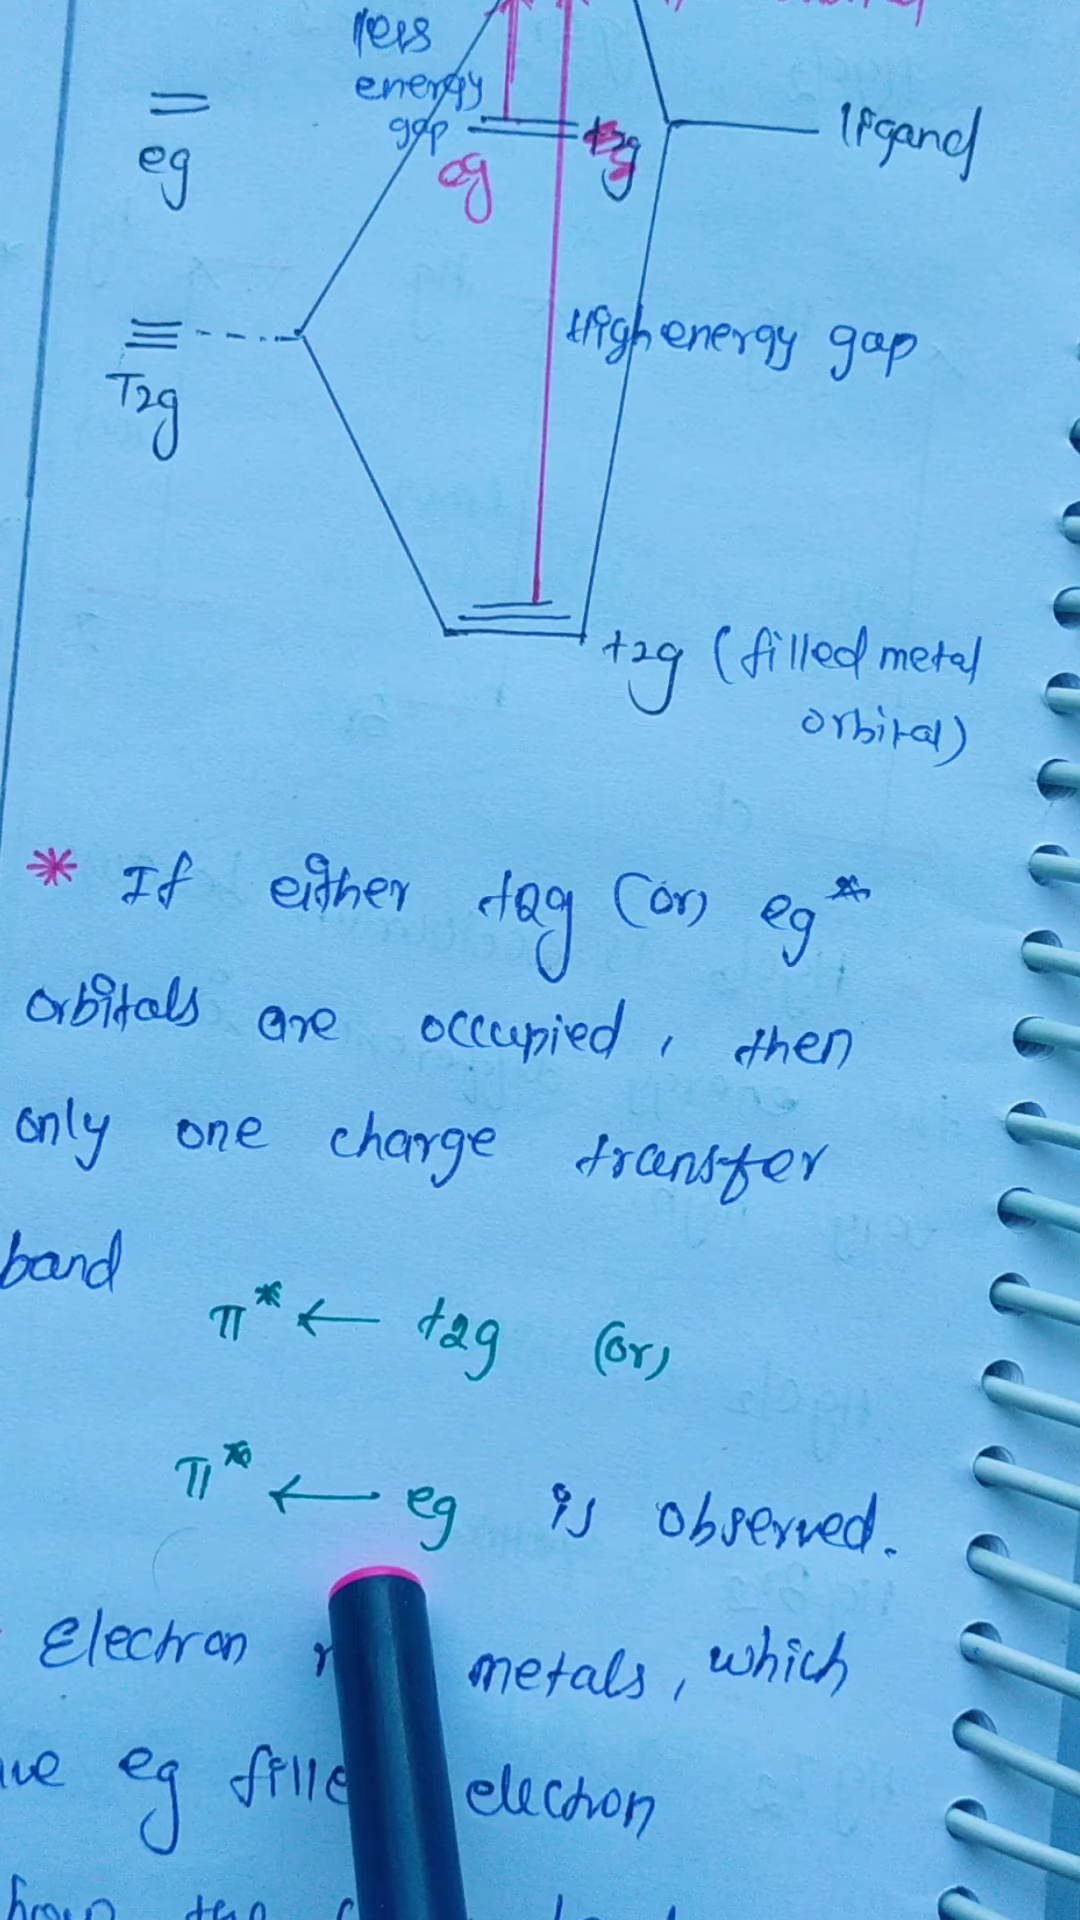 less
energy
gap
eg
eg
ligand
High energy gap
T2g
t2g (filled metal
orbital)
* If either t2g (or) eg*
orbitals are occupied, then
only one charge transfer
band
π* ← t2g (or)
π* ← eg is observed.
Electron metals, which
eg electron